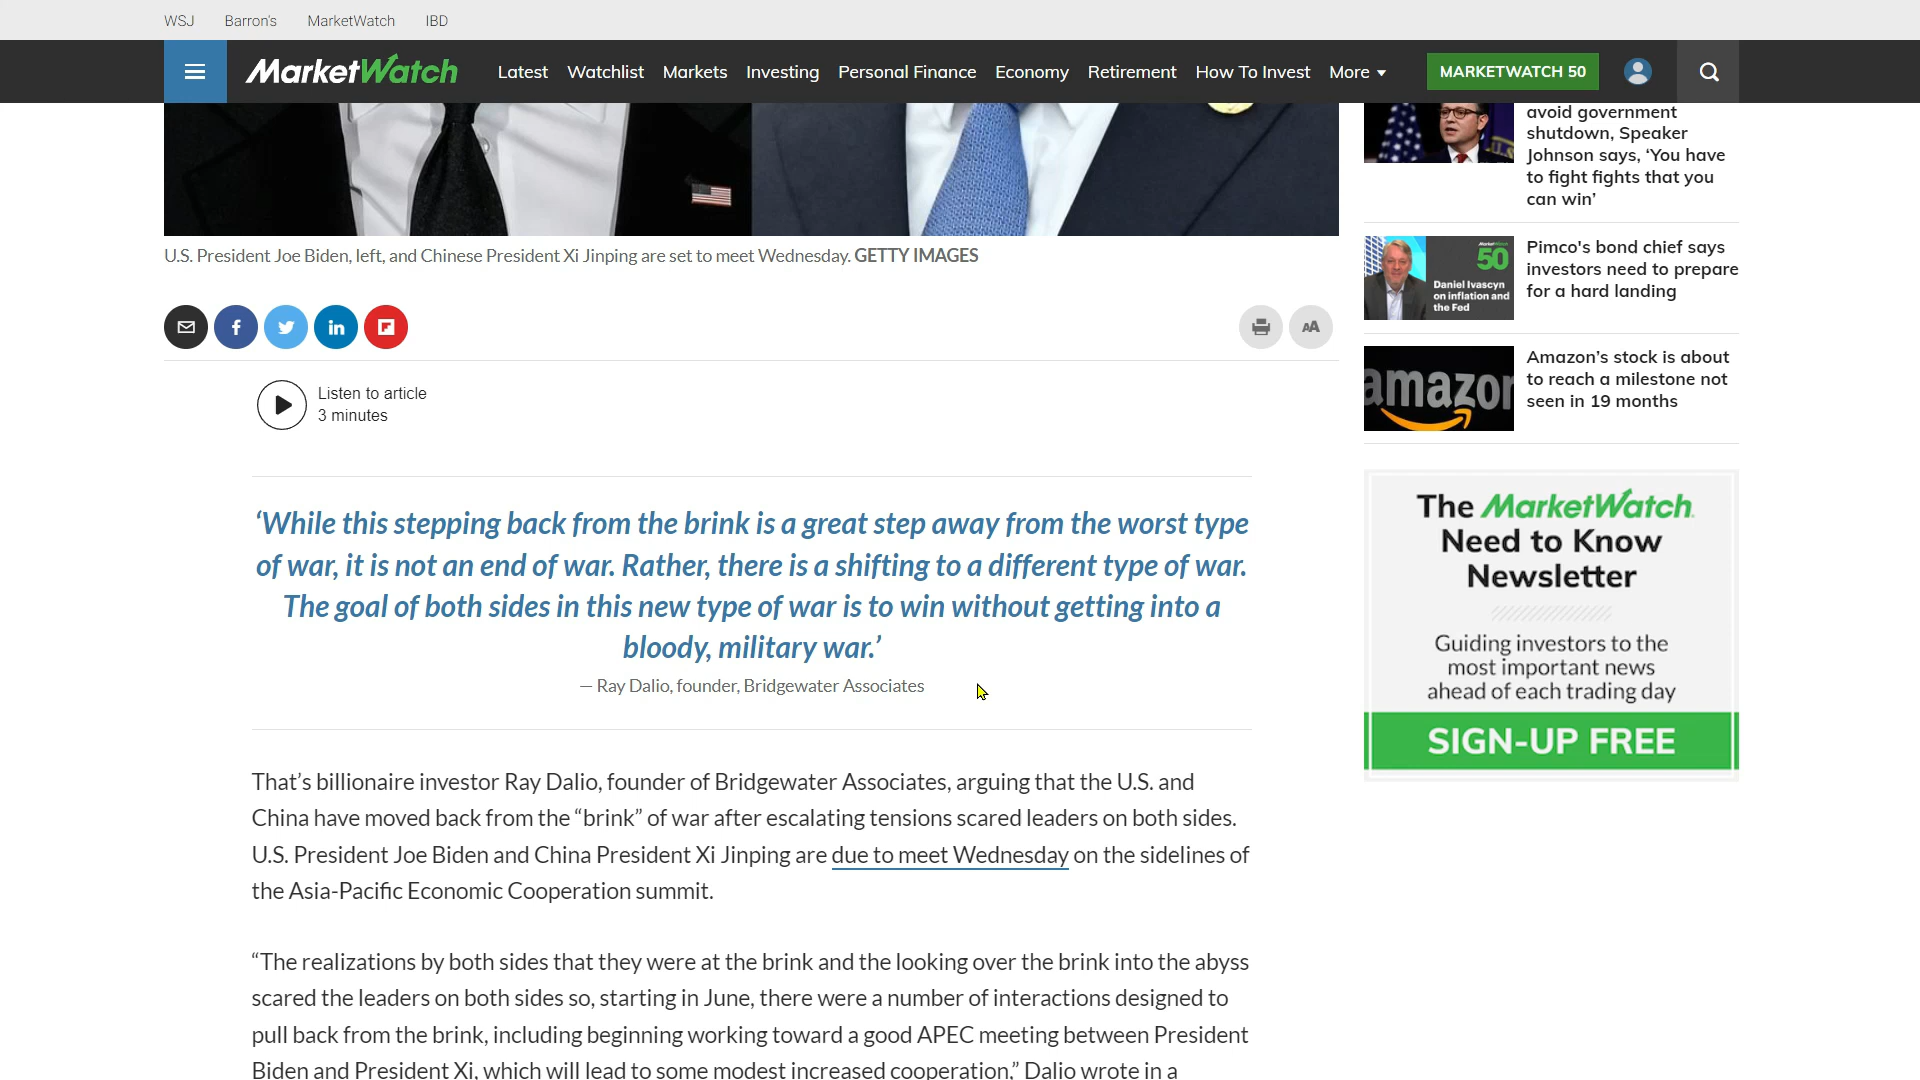 WSJ Barron's MarketWatch IBD
MarketWatch Latest Watchlist Markets Investing Personal Finance Economy Retirement How To Invest More MARKETWATCH 50
U.S. President Joe Biden, left, and Chinese President Xi Jinping are set to meet Wednesday. GETTY IMAGES
Listen to article
3 minutes
‘While this stepping back from the brink is a great step away from the worst type
of war, it is not an end of war. Rather, there is a shifting to a different type of war.
The goal of both sides in this new type of war is to win without getting into a
bloody, military war.’
— Ray Dalio, founder, Bridgewater Associates
That’s billionaire investor Ray Dalio, founder of Bridgewater Associates, arguing that the U.S. and
China have moved back from the “brink” of war after escalating tensions scared leaders on both sides.
U.S. President Joe Biden and China President Xi Jinping are due to meet Wednesday on the sidelines of
the Asia-Pacific Economic Cooperation summit.
“The realizations by both sides that they were at the brink and the looking over the brink into the abyss
scared the leaders on both sides so, starting in June, there were a number of interactions designed to
pull back from the brink, including beginning working toward a good APEC meeting between President
Biden and President Xi, which will lead to some modest increased cooperation,” Dalio wrote in a
avoid government
shutdown, Speaker
Johnson says, ‘You have
to fight fights that you
can win’
MarketWatch
50
Daniel Ivascyn
on inflation and
the Fed
Pimco's bond chief says
investors need to prepare
for a hard landing
amazon
Amazon’s stock is about
to reach a milestone not
seen in 19 months
The MarketWatch
Need to Know
Newsletter
Guiding investors to the
most important news
ahead of each trading day
SIGN-UP FREE